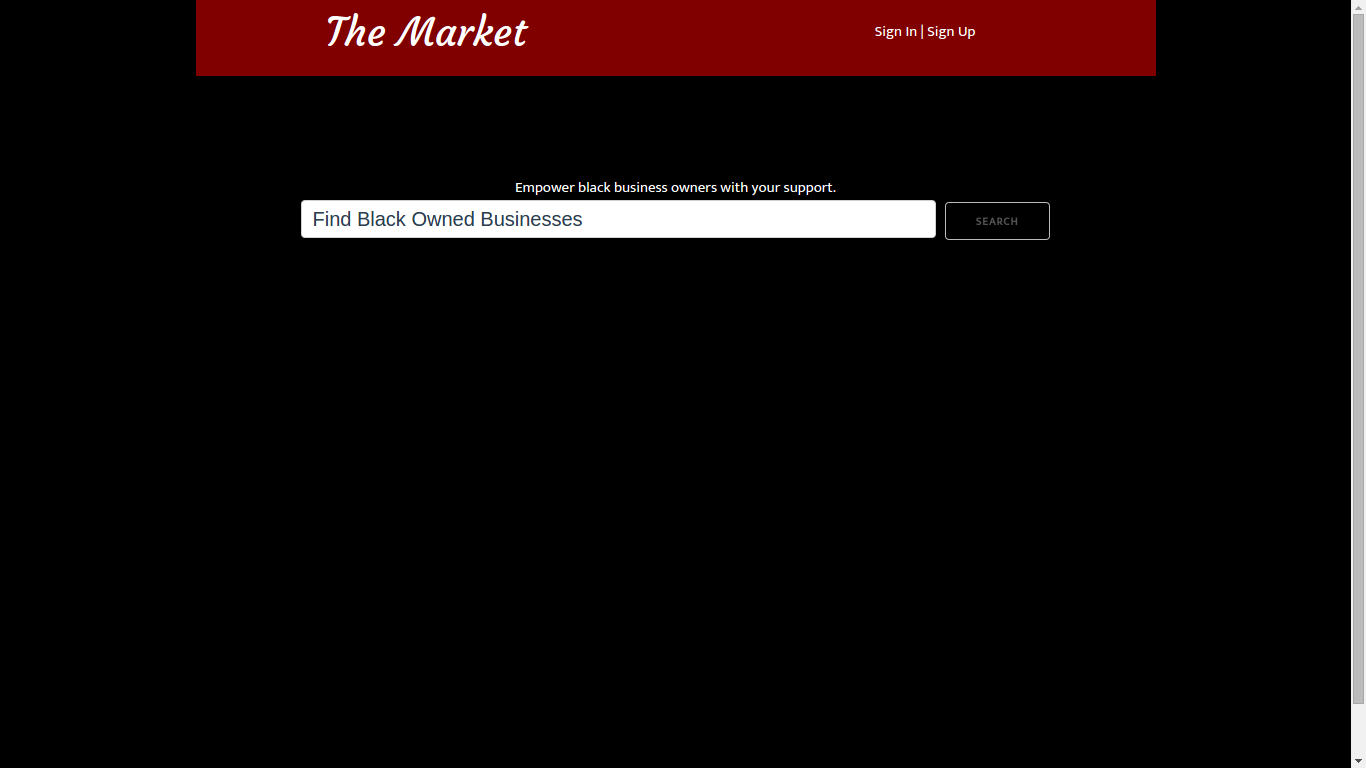 The Market
Sign In | Sign Up
Empower black business owners with your support.
Find Black Owned Businesses
SEARCH